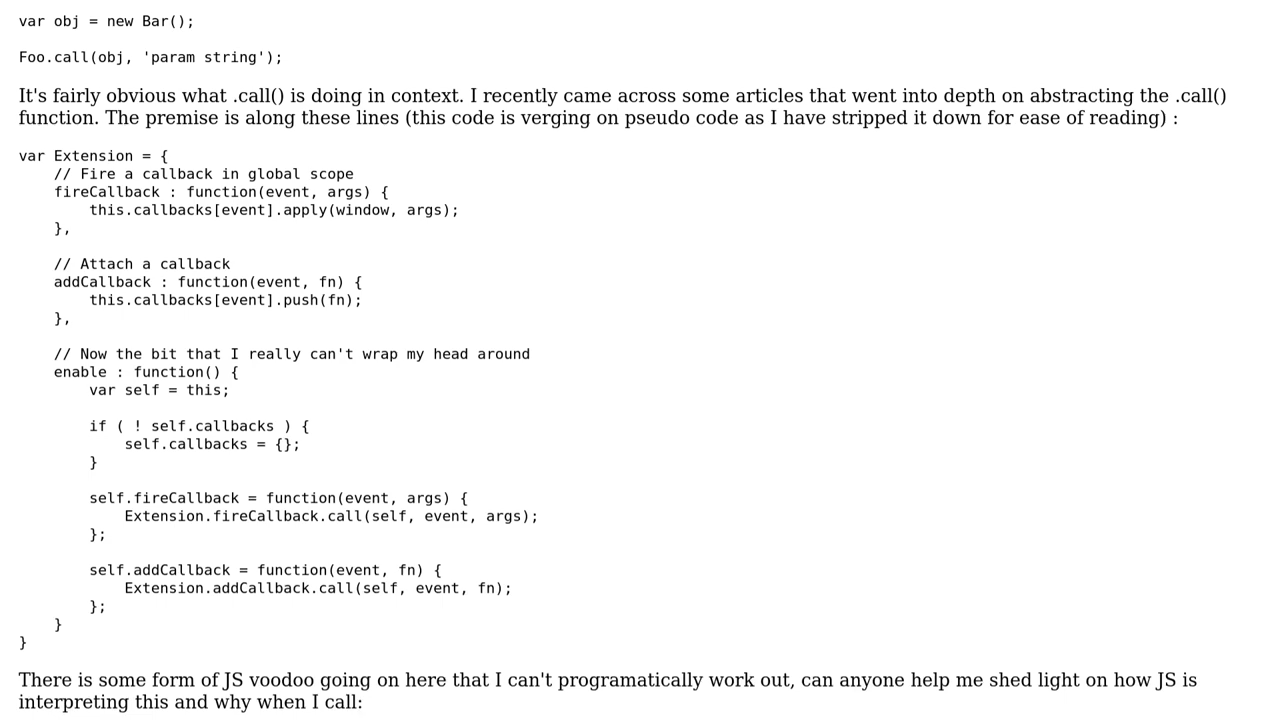 var obj = new Bar();
Foo.call(obj, 'param string');
It's fairly obvious what .call() is doing in context. I recently came across some articles that went into depth on abstracting the .call()
function. The premise is along these lines (this code is verging on pseudo code as I have stripped it down for ease of reading) :
var Extension = {
    // Fire a callback in global scope
    fireCallback : function(event, args) {
        this.callbacks[event].apply(window, args);
    },
    // Attach a callback
    addCallback : function(event, fn) {
        this.callbacks[event].push(fn);
    },
    // Now the bit that I really can't wrap my head around
    enable : function() {
        var self = this;
        if ( ! self.callbacks ) {
            self.callbacks = {};
        }
        self.fireCallback = function(event, args) {
            Extension.fireCallback.call(self, event, args);
        };
        self.addCallback = function(event, fn) {
            Extension.addCallback.call(self, event, fn);
        };
    }
}
There is some form of JS voodoo going on here that I can't programatically work out, can anyone help me shed light on how JS is
interpreting this and why when I call: